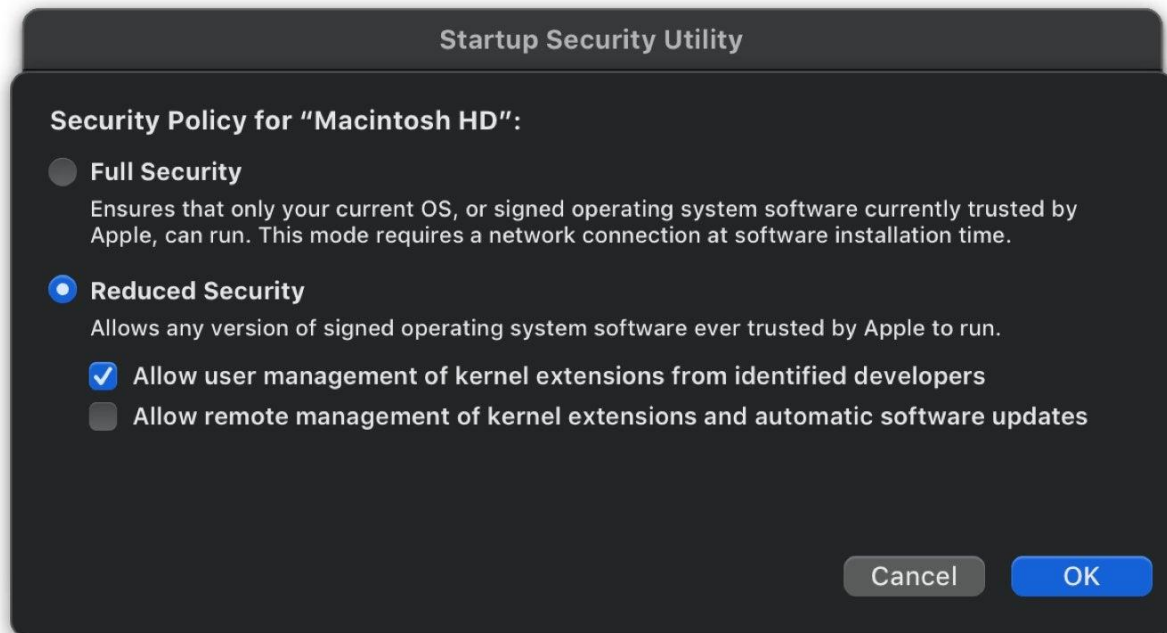 Startup Security Utility
Security Policy for “Macintosh HD”:
Full Security
Ensures that only your current OS, or signed operating system software currently trusted by
Apple, can run. This mode requires a network connection at software installation time.
Reduced Security
Allows any version of signed operating system software ever trusted by Apple to run.
Allow user management of kernel extensions from identified developers
Allow remote management of kernel extensions and automatic software updates
Cancel OK